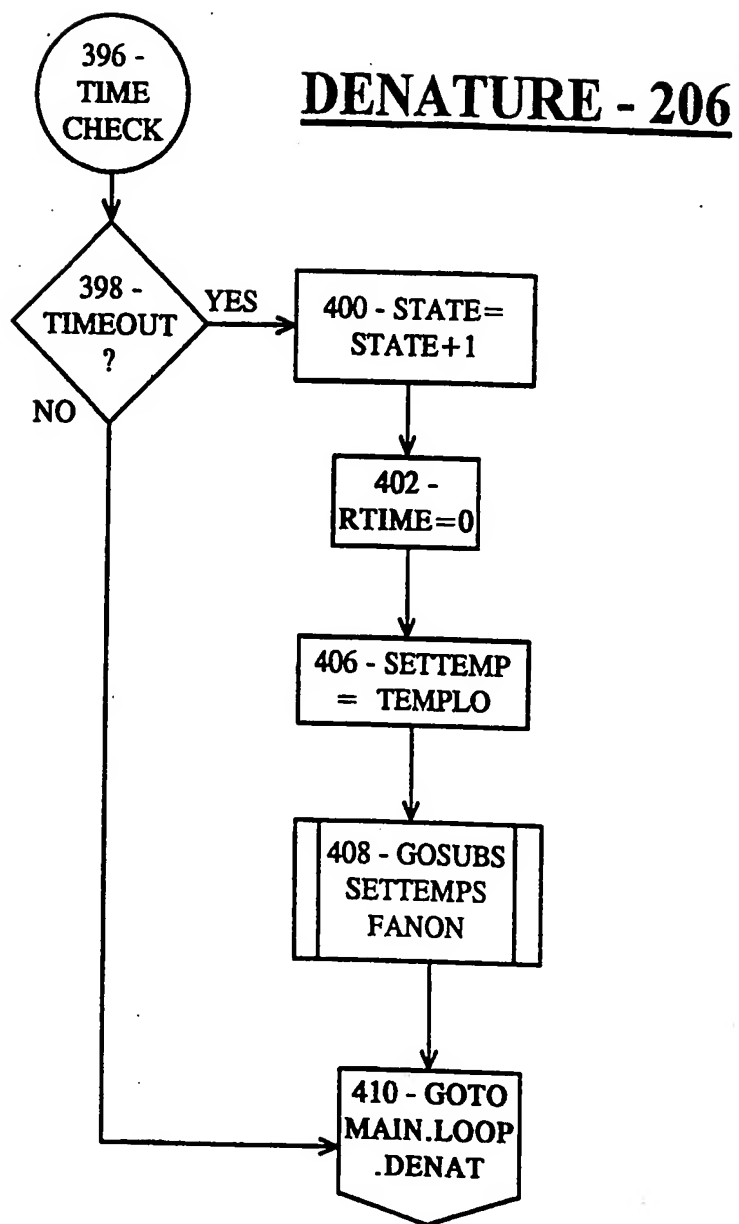 396 -
TIME
CHECK
DENATURE - 206
398 -
TIMEOUT
?
YES
NO
400 - STATE=
STATE+1
402 -
RTIME=0
406 - SETTEMP
= TEMPLO
408 - GOSUBS
SETTEMPS
FANON
410 - GOTO
MAIN.LOOP
.DENAT